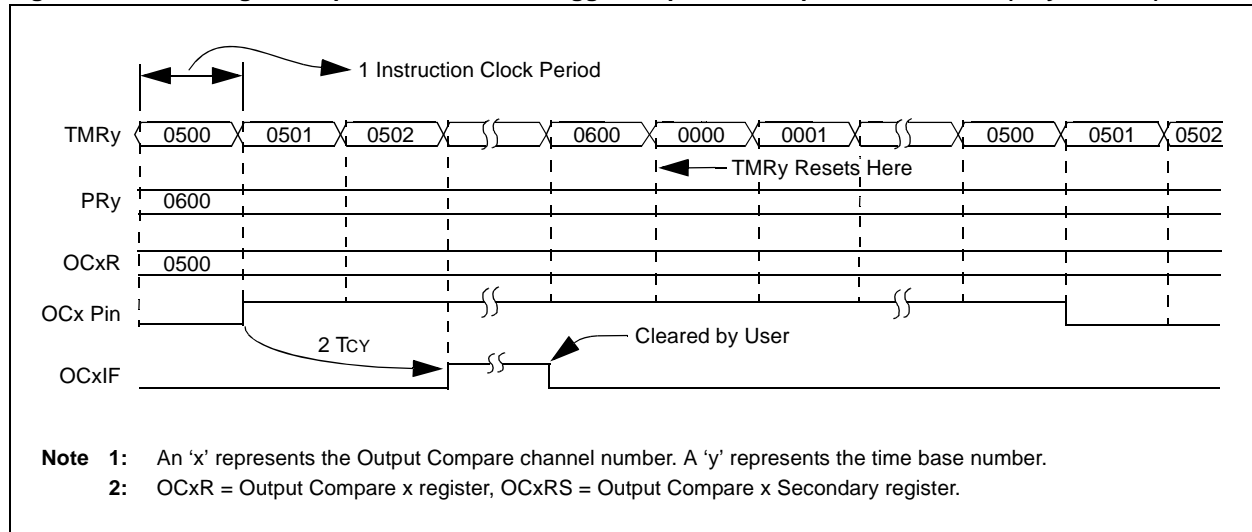 1 Instruction Clock Period
TMRy 0500 0501 0502 0600 0000 0001 0500 0501 0502
TMRy Resets Here
PRy 0600
OCxR 0500
OCx Pin
2 TCY
Cleared by User
OCxIF
Note 1: An ‘x’ represents the Output Compare channel number. A ‘y’ represents the time base number.
2: OCxR = Output Compare x register, OCxRS = Output Compare x Secondary register.